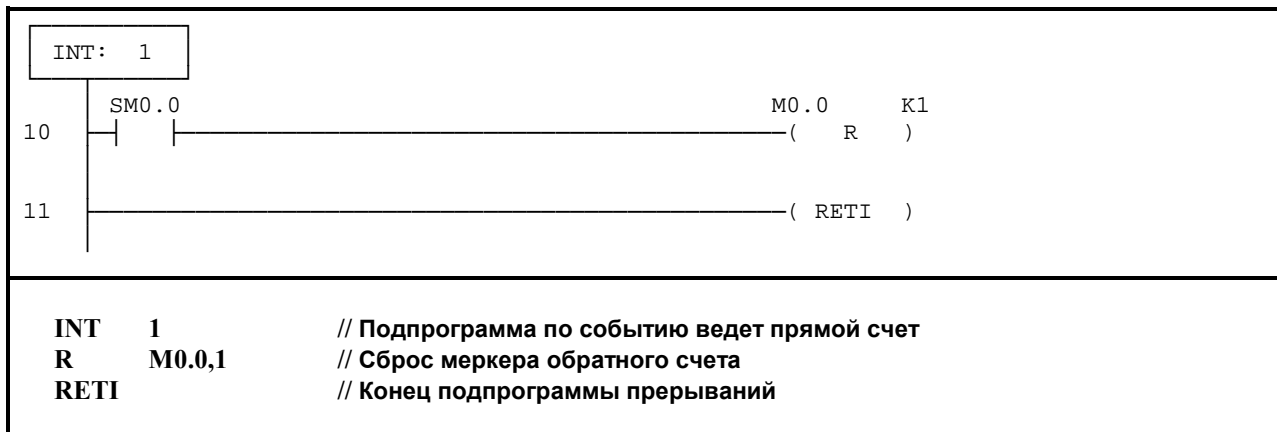 INT: 1
SM0.0 M0.0 K1
10 ( R )
11 ( RETI )
INT 1 // Подпрограмма по событию ведет прямой счет
R M0.0,1 // Сброс меркера обратного счета
RETI // Конец подпрограммы прерываний